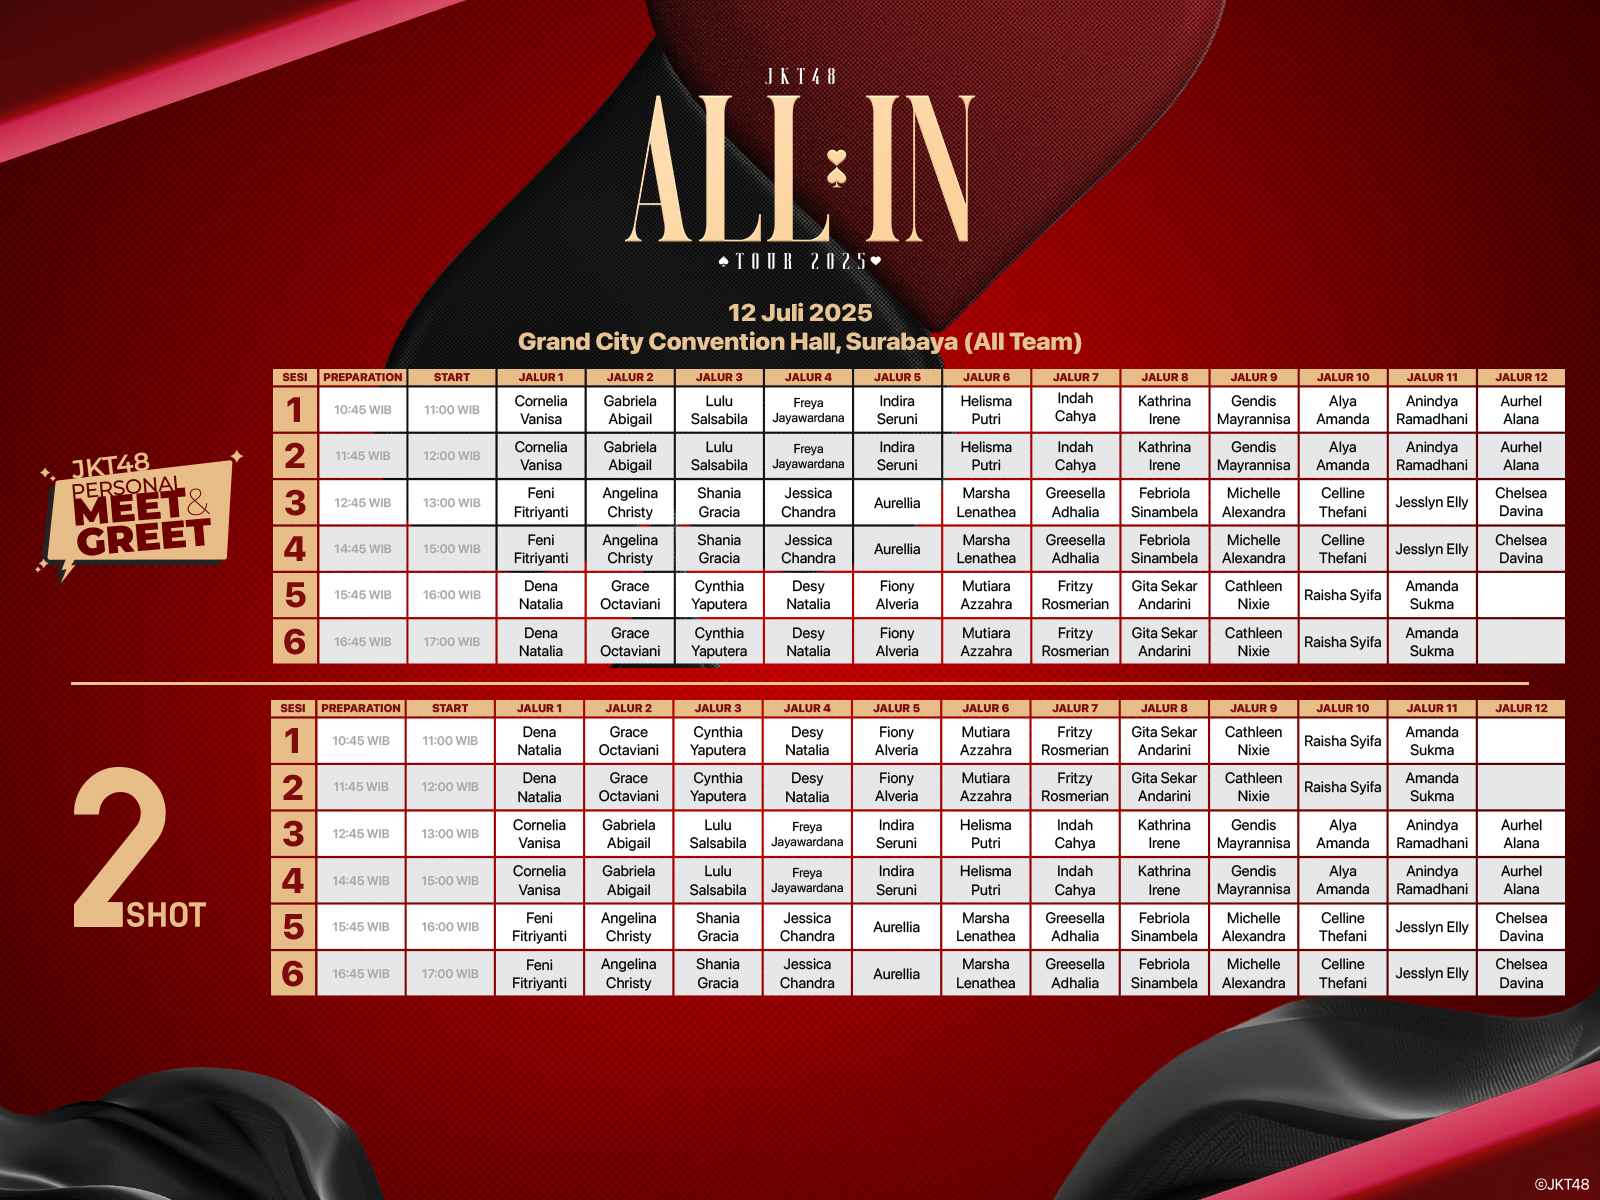 JKT48
ALL IN
TOUR 2025
12 Juli 2025
Grand City Convention Hall, Surabaya (All Team)
JKT48
PERSONAL
MEET&
GREET
SESI PREPARATION START JALUR 1 JALUR 2 JALUR 3 JALUR 4 JALUR 5 JALUR 6 JALUR 7 JALUR 8 JALUR 9 JALUR 10 JALUR 11 JALUR 12
1 10:45 WIB 11:00 WIB Cornelia Vanisa Gabriela Abigail Lulu Salsabila Freya Jayawardana Indira Seruni Helisma Putri Indah Cahya Kathrina Irene Gendis Mayrannisa Alya Amanda Anindya Ramadhani Aurhel Alana
2 11:45 WIB 12:00 WIB Cornelia Vanisa Gabriela Abigail Lulu Salsabila Freya Jayawardana Indira Seruni Helisma Putri Indah Cahya Kathrina Irene Gendis Mayrannisa Alya Amanda Anindya Ramadhani Aurhel Alana
3 12:45 WIB 13:00 WIB Feni Fitriyanti Angelina Christy Shania Gracia Jessica Chandra Aurellia Marsha Lenathea Greesella Adhalia Febriola Sinambela Michelle Alexandra Celline Thefani Jesslyn Elly Chelsea Davina
4 14:45 WIB 15:00 WIB Feni Fitriyanti Angelina Christy Shania Gracia Jessica Chandra Aurellia Marsha Lenathea Greesella Adhalia Febriola Sinambela Michelle Alexandra Celline Thefani Jesslyn Elly Chelsea Davina
5 15:45 WIB 16:00 WIB Dena Natalia Grace Octaviani Cynthia Yaputera Desy Natalia Fiony Alveria Mutiara Azzahra Fritzy Rosmerian Gita Sekar Andarini Cathleen Nixie Raisha Syifa Amanda Sukma
6 16:45 WIB 17:00 WIB Dena Natalia Grace Octaviani Cynthia Yaputera Desy Natalia Fiony Alveria Mutiara Azzahra Fritzy Rosmerian Gita Sekar Andarini Cathleen Nixie Raisha Syifa Amanda Sukma
2SHOT
SESI PREPARATION START JALUR 1 JALUR 2 JALUR 3 JALUR 4 JALUR 5 JALUR 6 JALUR 7 JALUR 8 JALUR 9 JALUR 10 JALUR 11 JALUR 12
1 10:45 WIB 11:00 WIB Dena Natalia Grace Octaviani Cynthia Yaputera Desy Natalia Fiony Alveria Mutiara Azzahra Fritzy Rosmerian Gita Sekar Andarini Cathleen Nixie Raisha Syifa Amanda Sukma
2 11:45 WIB 12:00 WIB Dena Natalia Grace Octaviani Cynthia Yaputera Desy Natalia Fiony Alveria Mutiara Azzahra Fritzy Rosmerian Gita Sekar Andarini Cathleen Nixie Raisha Syifa Amanda Sukma
3 12:45 WIB 13:00 WIB Cornelia Vanisa Gabriela Abigail Lulu Salsabila Freya Jayawardana Indira Seruni Helisma Putri Indah Cahya Kathrina Irene Gendis Mayrannisa Alya Amanda Anindya Ramadhani Aurhel Alana
4 14:45 WIB 15:00 WIB Cornelia Vanisa Gabriela Abigail Lulu Salsabila Freya Jayawardana Indira Seruni Helisma Putri Indah Cahya Kathrina Irene Gendis Mayrannisa Alya Amanda Anindya Ramadhani Aurhel Alana
5 15:45 WIB 16:00 WIB Feni Fitriyanti Angelina Christy Shania Gracia Jessica Chandra Aurellia Marsha Lenathea Greesella Adhalia Febriola Sinambela Michelle Alexandra Celline Thefani Jesslyn Elly Chelsea Davina
6 16:45 WIB 17:00 WIB Feni Fitriyanti Angelina Christy Shania Gracia Jessica Chandra Aurellia Marsha Lenathea Greesella Adhalia Febriola Sinambela Michelle Alexandra Celline Thefani Jesslyn Elly Chelsea Davina
©JKT48